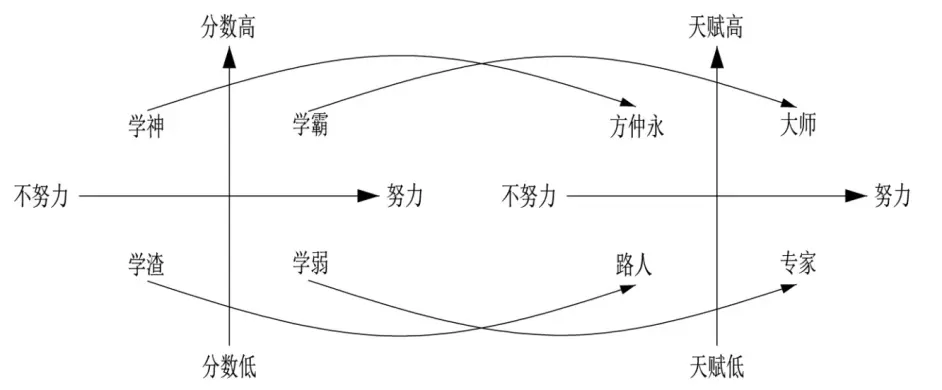 分数高 天赋高
学神 学霸 方仲永 大师
不努力 努力 不努力 努力
学渣 学弱 路人 专家
分数低 天赋低